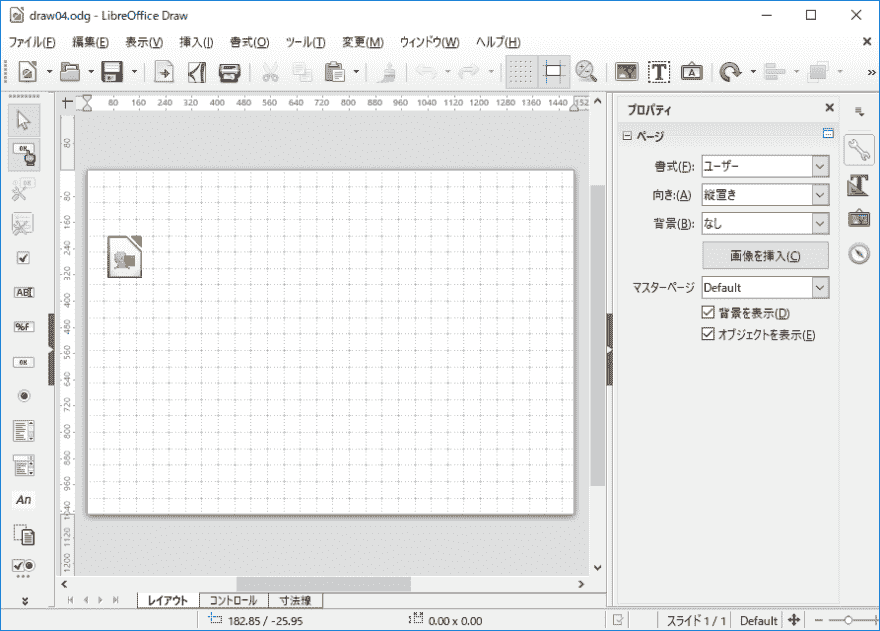 draw04.odg - LibreOffice Draw
ファイル(F) 編集(E) 表示(V) 挿入(I) 書式(O) ツール(T) 変更(M) ウィンドウ(W) ヘルプ(H)
80 160 240 320 400 480 560 640 720 800 880 960 1040 1120 1200 1280 1360 1440 152
プロパティ
ページ
書式(F): ユーザー
向き:(A) 縦置き
背景(B): なし
画像を挿入(C)
マスターページ Default
背景を表示(D)
オブジェクトを表示(E)
80
80
160
240
320
400
480
560
640
720
800
880
960
1040
1120
1200
OK
OK
ABI
%f
OK
An
T
A
T
レイアウト コントロール 寸法線
182.85 / -25.95 0.00 x 0.00 スライド 1 / 1 Default